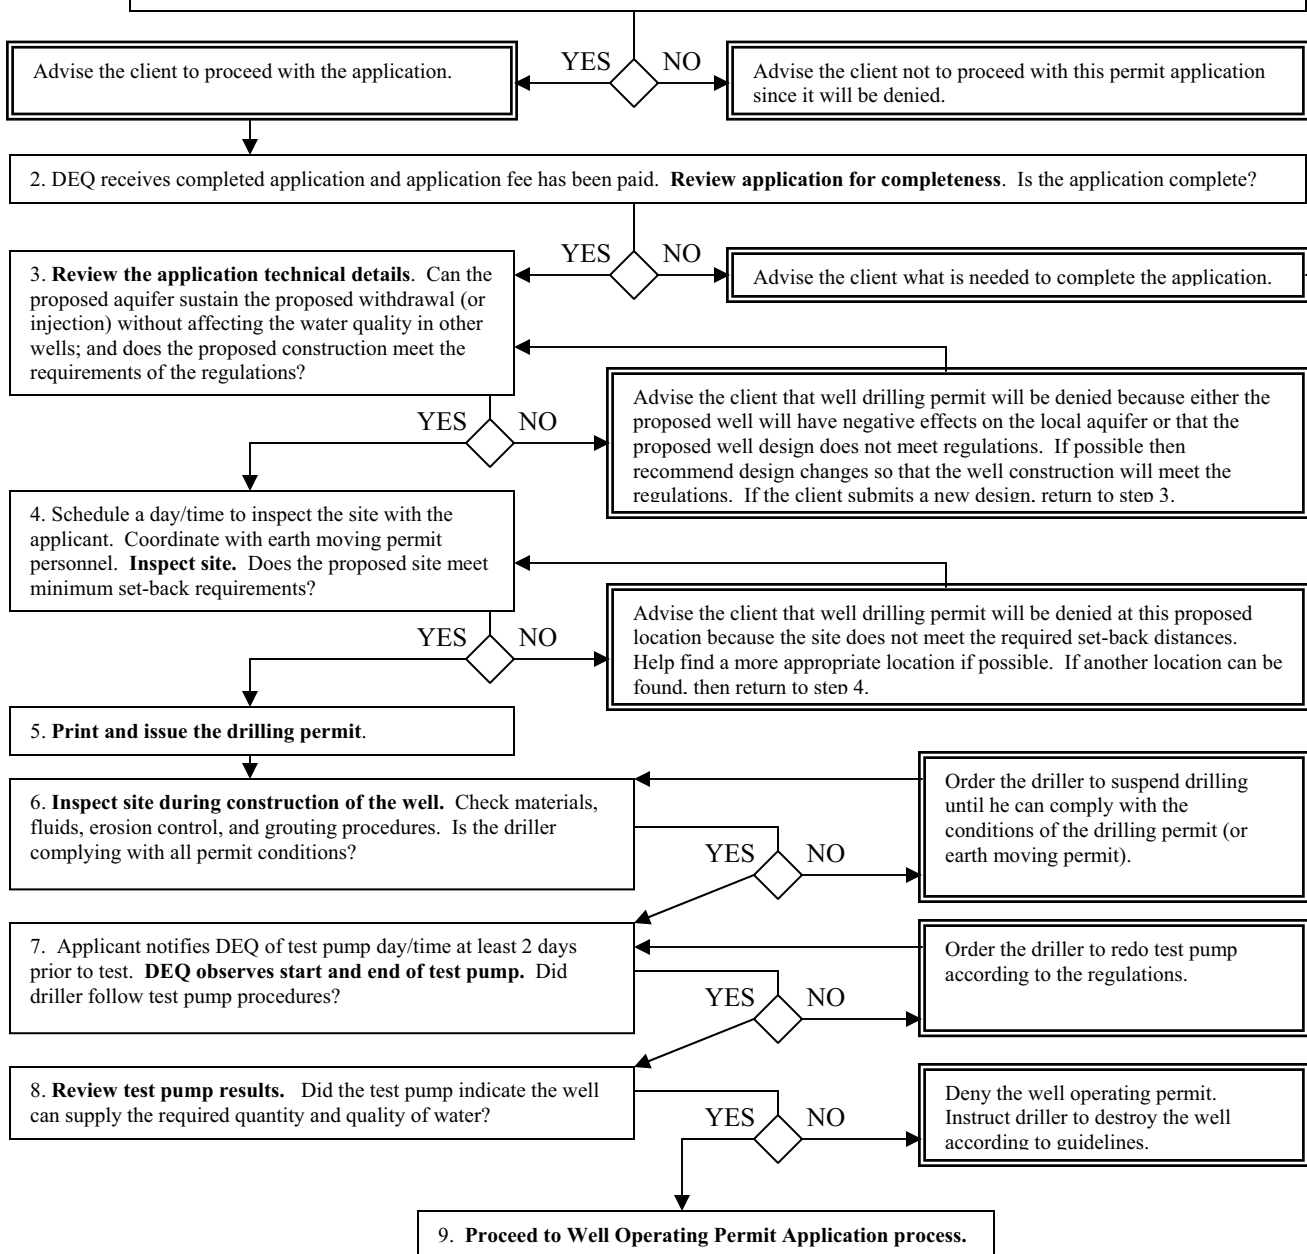 YES NO
Advise the client to proceed with the application.
Advise the client not to proceed with this permit application
since it will be denied.
2. DEQ receives completed application and application fee has been paid.  Review application for completeness.  Is the application complete?
YES NO
3. Review the application technical details.  Can the
proposed aquifer sustain the proposed withdrawal (or
injection) without affecting the water quality in other
wells; and does the proposed construction meet the
requirements of the regulations?
Advise the client what is needed to complete the application.
YES NO
Advise the client that well drilling permit will be denied because either the
proposed well will have negative effects on the local aquifer or that the
proposed well design does not meet regulations.  If possible then
recommend design changes so that the well construction will meet the
regulations.  If the client submits a new design, return to step 3.
4. Schedule a day/time to inspect the site with the
applicant.  Coordinate with earth moving permit
personnel.  Inspect site.  Does the proposed site meet
minimum set-back requirements?
YES NO
Advise the client that well drilling permit will be denied at this proposed
location because the site does not meet the required set-back distances.
Help find a more appropriate location if possible.  If another location can be
found, then return to step 4.
5. Print and issue the drilling permit.
6. Inspect site during construction of the well.  Check materials,
fluids, erosion control, and grouting procedures.  Is the driller
complying with all permit conditions?
YES NO
Order the driller to suspend drilling
until he can comply with the
conditions of the drilling permit (or
earth moving permit).
7.  Applicant notifies DEQ of test pump day/time at least 2 days
prior to test.  DEQ observes start and end of test pump.  Did
driller follow test pump procedures?
YES NO
Order the driller to redo test pump
according to the regulations.
8. Review test pump results.   Did the test pump indicate the well
can supply the required quantity and quality of water?
YES NO
Deny the well operating permit.
Instruct driller to destroy the well
according to guidelines.
9.  Proceed to Well Operating Permit Application process.